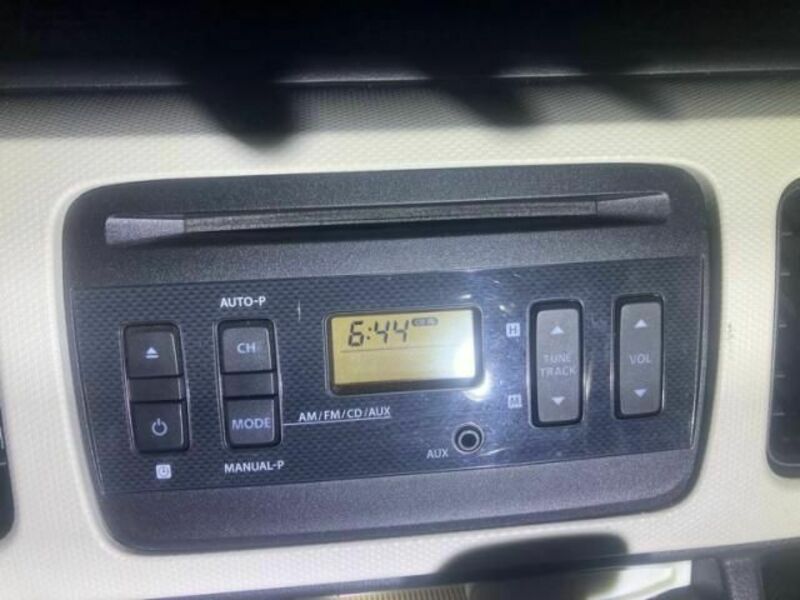 AUTO-P
CH
6:44
H
TUNE
TRACK
VOL
MODE
AM/FM/CD/AUX
M
AUX
MANUAL-P